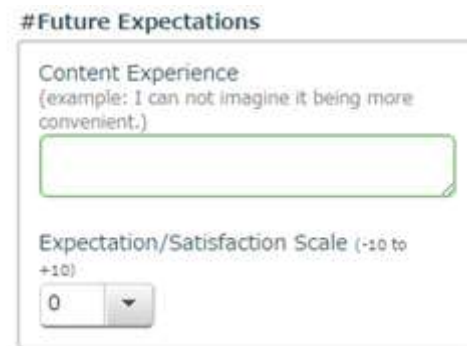 #Future Expectations
Content Experience
(example: I can not imagine it being more
convenient.)
Expectation/Satisfaction Scale (-10 to
+10)
0